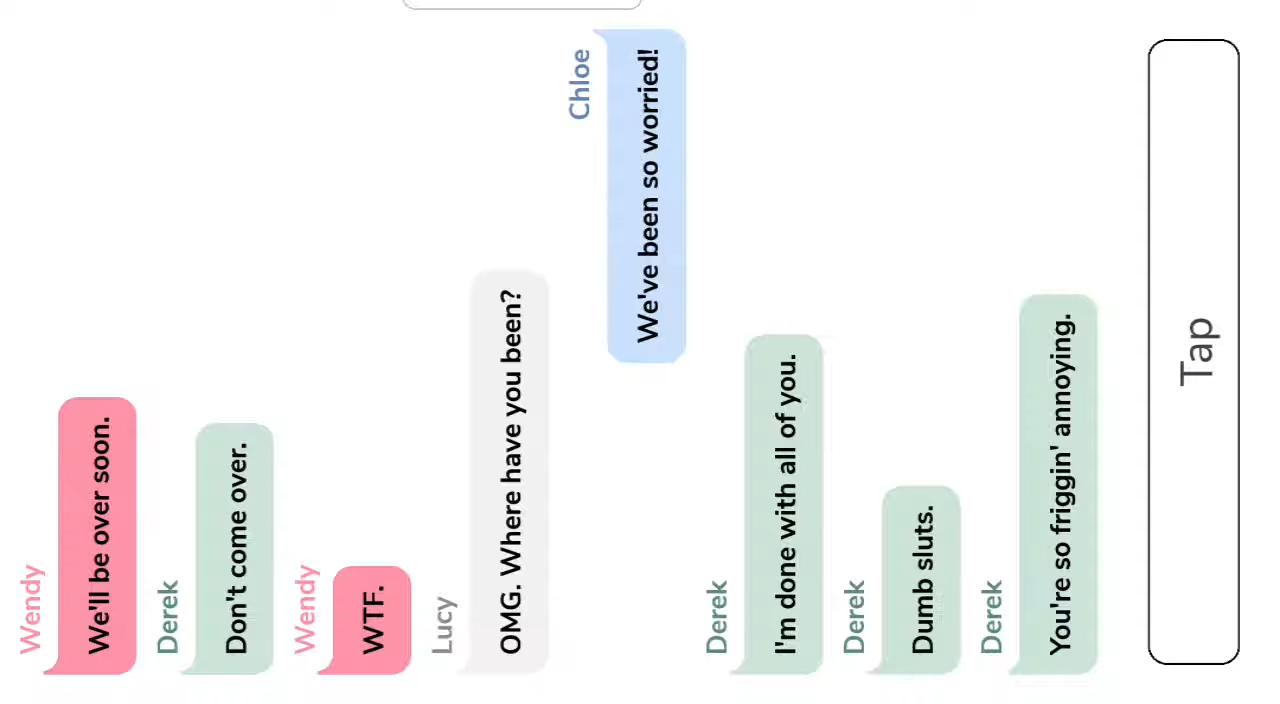 Wendy
We'll be over soon.
Derek
Don't come over.
Wendy
WTF.
Lucy
OMG. Where have you been?
Chloe
We've been so worried!
Derek
I'm done with all of you.
Derek
Dumb sluts.
Derek
You're so friggin' annoying.
Tap